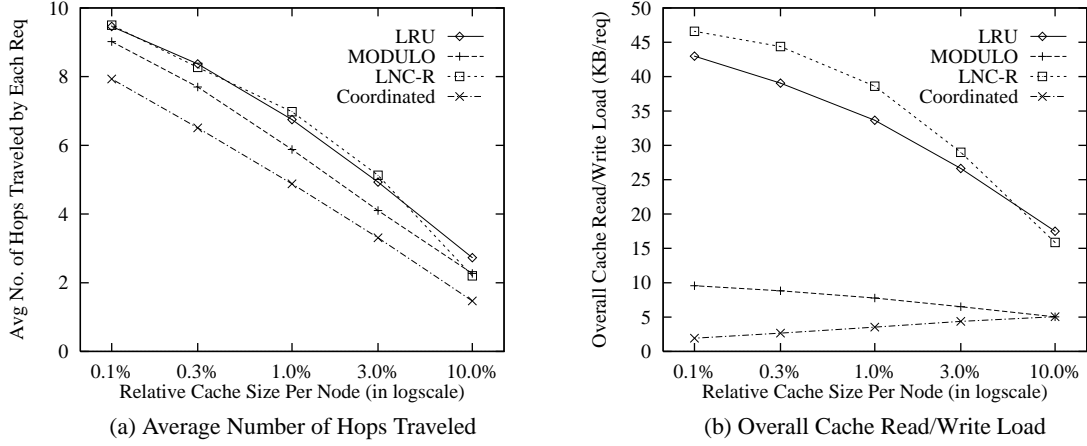 Avg No. of Hops Traveled by Each Req
10
8
6
4
2
0
LRU
MODULO
LNC-R
Coordinated
0.1% 0.3% 1.0% 3.0% 10.0%
Relative Cache Size Per Node (in logscale)
(a) Average Number of Hops Traveled
Overall Cache Read/Write Load (KB/req)
50
45
40
35
30
25
20
15
10
5
0
LRU
MODULO
LNC-R
Coordinated
0.1% 0.3% 1.0% 3.0% 10.0%
Relative Cache Size Per Node (in logscale)
(b) Overall Cache Read/Write Load